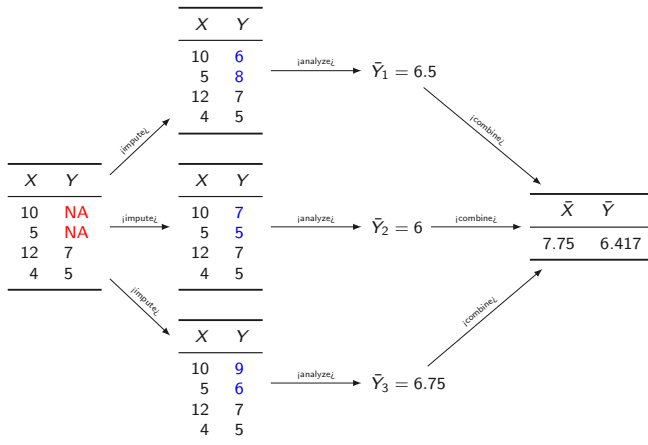 X Y
10 NA
5 NA
12 7
4 5
¡impute¿
¡impute¿
¡impute¿
X Y
10 6
5 8
12 7
4 5
¡analyze¿
Ȳ₁ = 6.5
¡combine¿
X Y
10 7
5 5
12 7
4 5
¡analyze¿
Ȳ₂ = 6
¡combine¿
X Y
10 9
5 6
12 7
4 5
¡analyze¿
Ȳ₃ = 6.75
¡combine¿
X̄ Ȳ
7.75 6.417